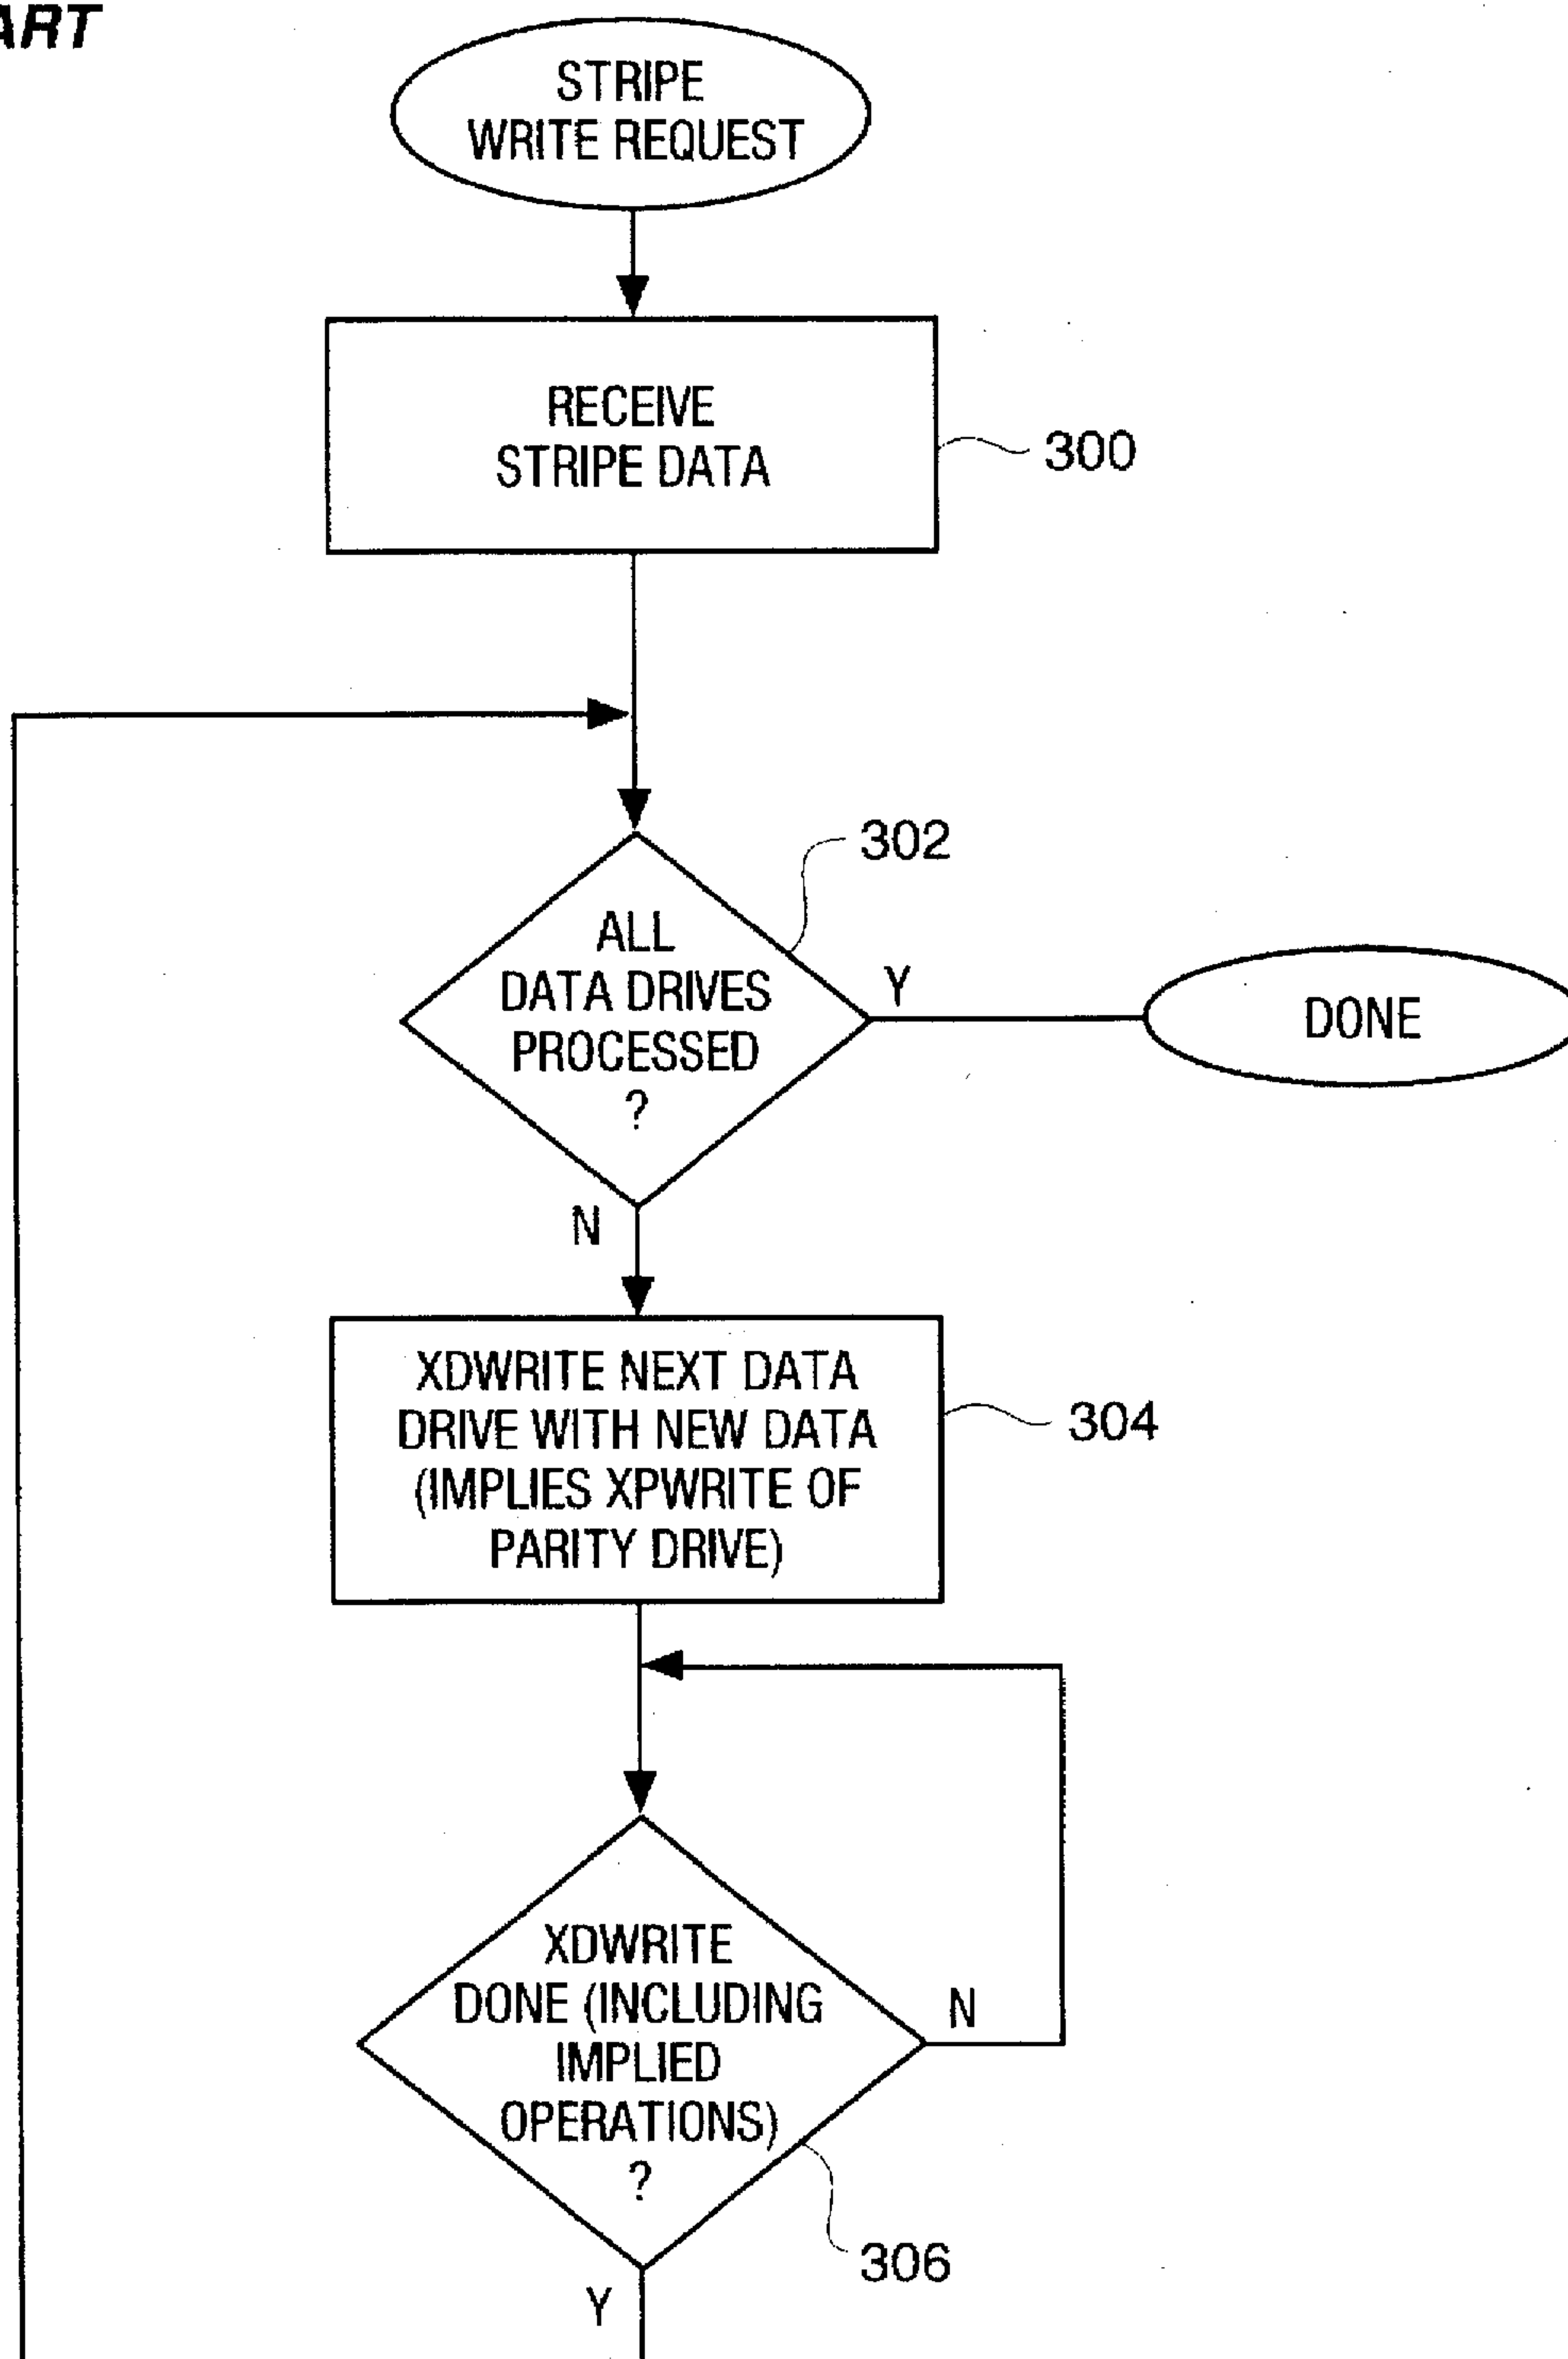 STRIPE
WRITE REQUEST
RECEIVE
STRIPE DATA
300
302
ALL
DATA DRIVES
PROCESSED
?
Y
DONE
N
XDWRITE NEXT DATA
DRIVE WITH NEW DATA
(IMPLIES XPWRITE OF
PARITY DRIVE)
304
XDWRITE
DONE (INCLUDING
IMPLIED
OPERATIONS)
?
N
306
Y